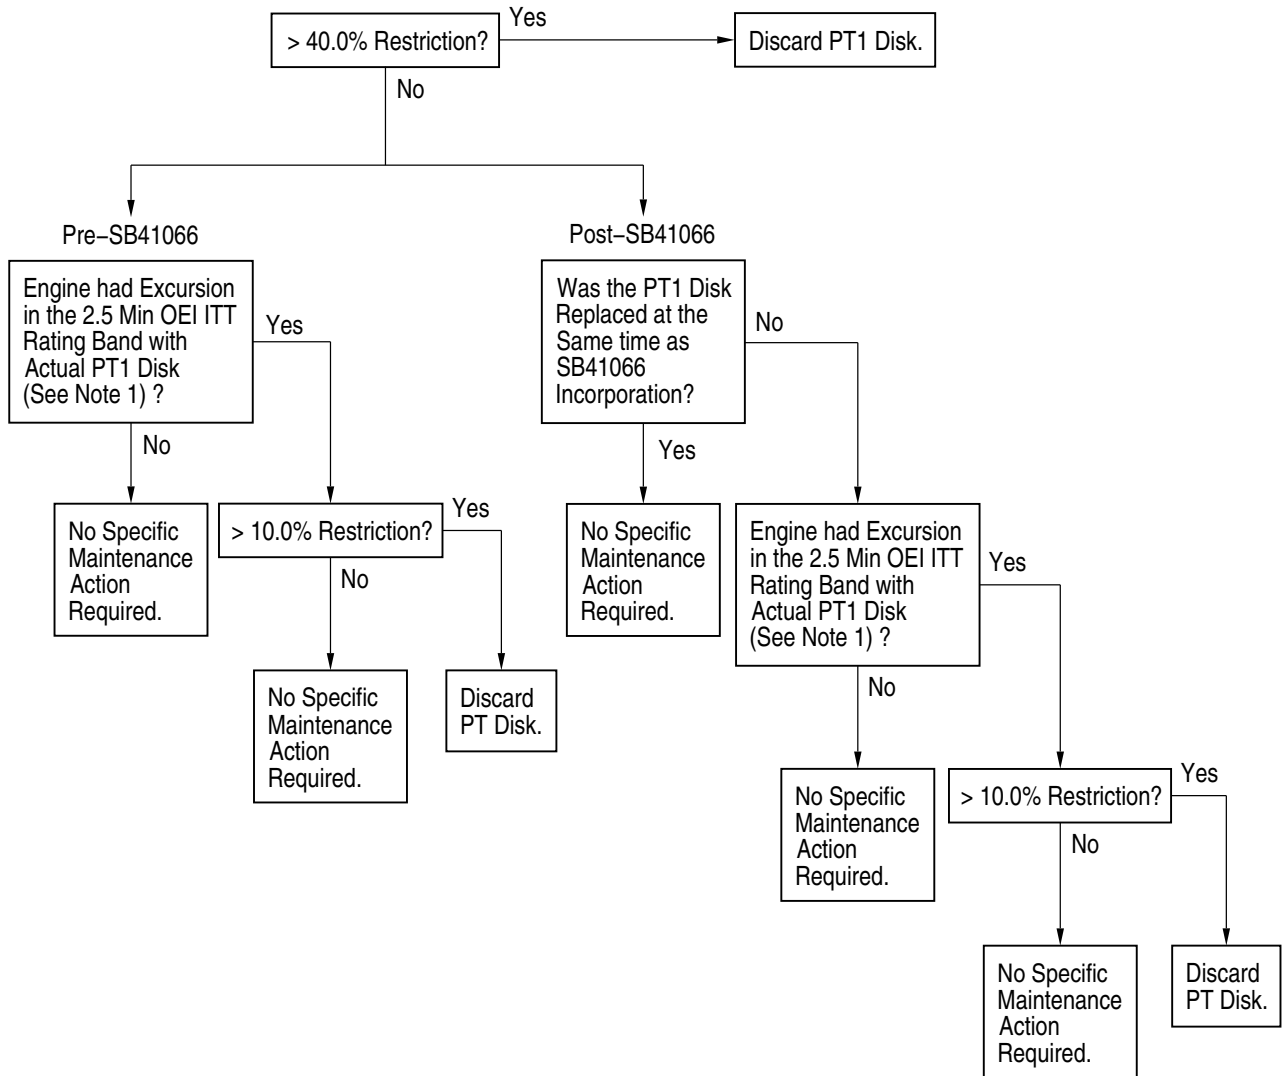 > 40.0% Restriction?
Yes
Discard PT1 Disk.
No
Pre–SB41066
Engine had Excursion
in the 2.5 Min OEI ITT
Rating Band with
Actual PT1 Disk
(See Note 1) ?
Yes
No
No Specific
Maintenance
Action
Required.
> 10.0% Restriction?
Yes
No
No Specific
Maintenance
Action
Required.
Discard
PT Disk.
Post–SB41066
Was the PT1 Disk
Replaced at the
Same time as
SB41066
Incorporation?
No
Yes
No Specific
Maintenance
Action
Required.
Engine had Excursion
in the 2.5 Min OEI ITT
Rating Band with
Actual PT1 Disk
(See Note 1) ?
Yes
No
No Specific
Maintenance
Action
Required.
> 10.0% Restriction?
Yes
No
No Specific
Maintenance
Action
Required.
Discard
PT Disk.